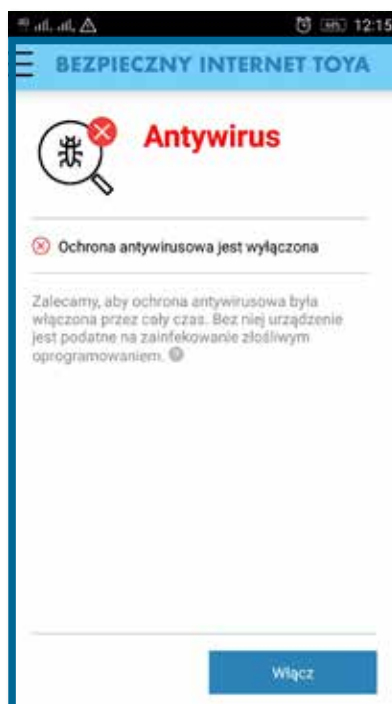 12:15
BEZPIECZNY INTERNET TOYA
Antywirus
Ochrona antywirusowa jest wyłączona
Zalecamy, aby ochrona antywirusowa była
włączona przez cały czas. Bez niej urządzenie
jest podatne na zainfekowanie złośliwym
oprogramowaniem.
Włącz